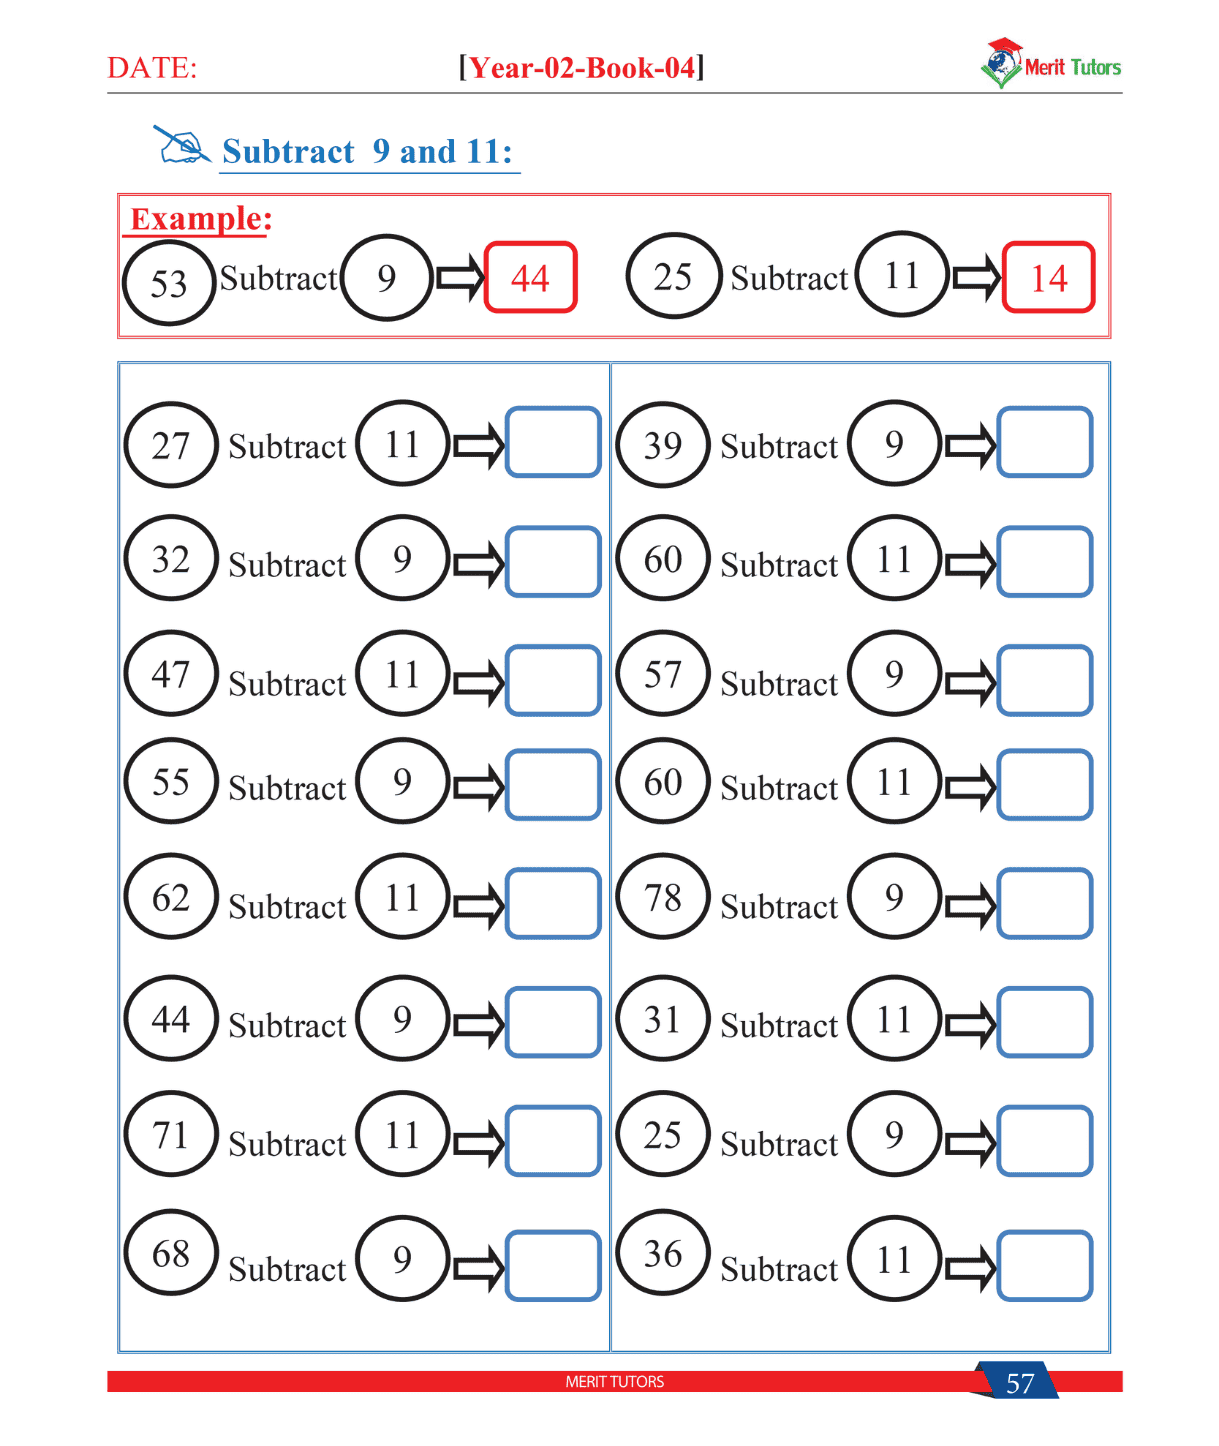 DATE: [Year-02-Book-04] Merit Tutors
Subtract 9 and 11:
Example:
53 Subtract 9 44 25 Subtract 11 14
27 Subtract 11 39 Subtract 9
32 Subtract 9 60 Subtract 11
47 Subtract 11 57 Subtract 9
55 Subtract 9 60 Subtract 11
62 Subtract 11 78 Subtract 9
44 Subtract 9 31 Subtract 11
71 Subtract 11 25 Subtract 9
68 Subtract 9 36 Subtract 11
MERIT TUTORS 57